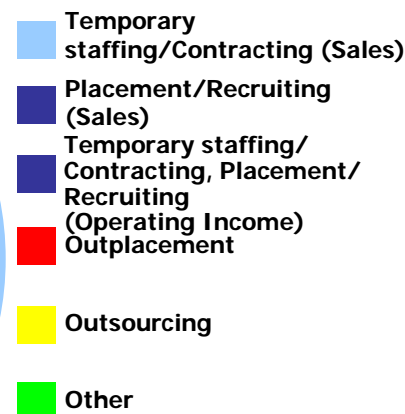 Temporary
staffing/Contracting (Sales)
Placement/Recruiting
(Sales)
Temporary staffing/
Contracting, Placement/
Recruiting
(Operating Income)
Outplacement
Outsourcing
Other